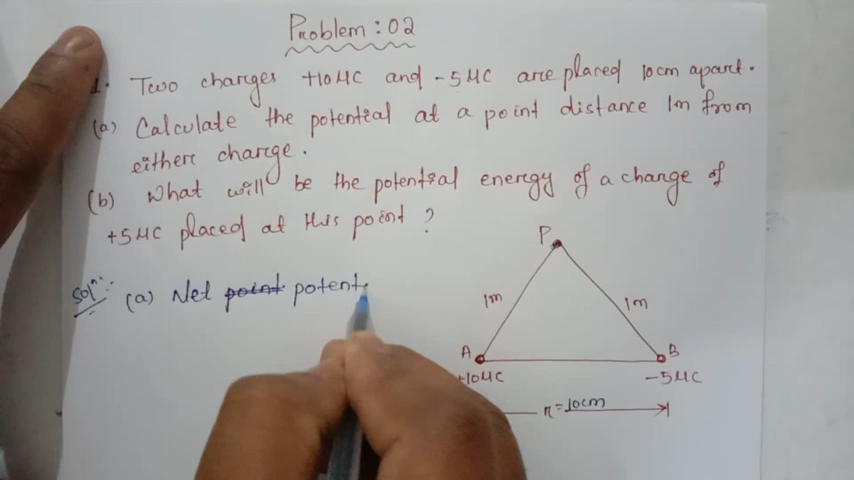 Problem : 02
1. Two charges +10μC and -5μC are placed 10cm apart.
(a) Calculate the potential at a point distance 1m from
either charge.
(b) What will be the potential energy of a charge of
+5μC placed at this point ?
Solⁿ:
(a) Net point potent
P
1m
1m
A
B
+10μC
-5μC
r = 10cm